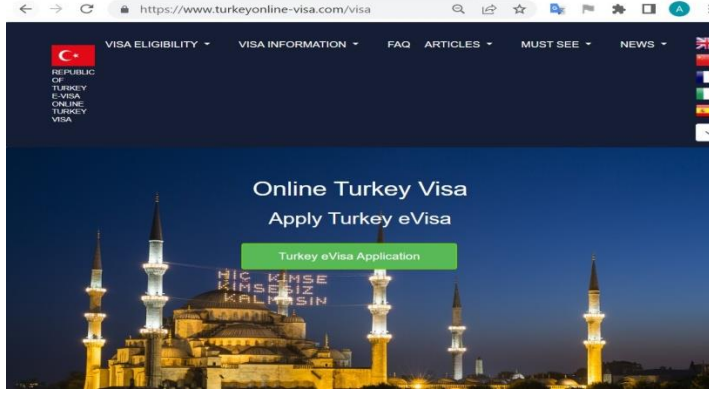 https://www.turkeyonline-visa.com/visa
A
VISA ELIGIBILITY
VISA INFORMATION
FAQ
ARTICLES
MUST SEE
NEWS
REPUBLIC
OF
TURKEY
E-VISA
ONLINE
TURKEY
VISA
Online Turkey Visa
Apply Turkey eVisa
Turkey eVisa Application
HİÇ KİMSE
KİMSESİZ
KALMASIN